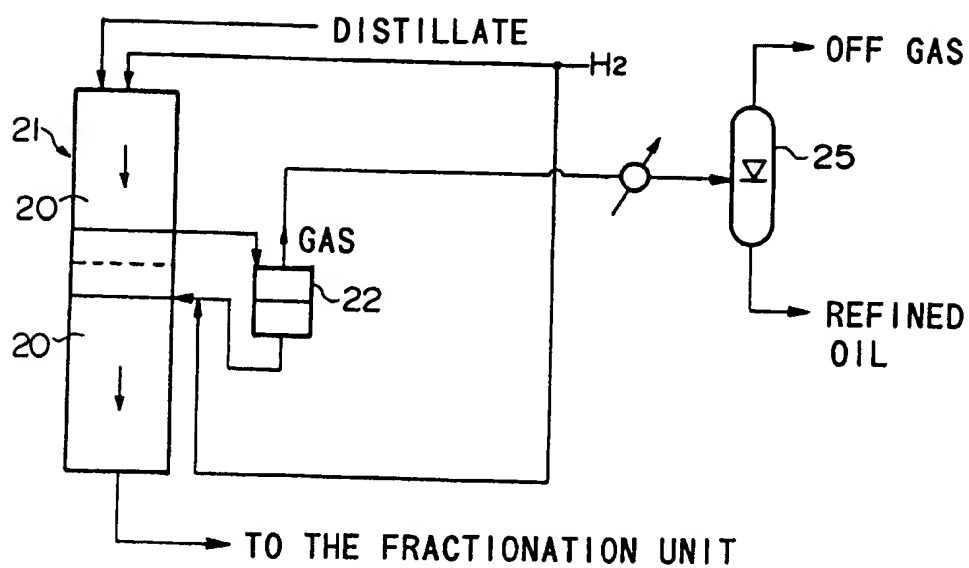 DISTILLATE
H2
OFF GAS
21
25
20
GAS
22
REFINED
OIL
20
TO THE FRACTIONATION UNIT